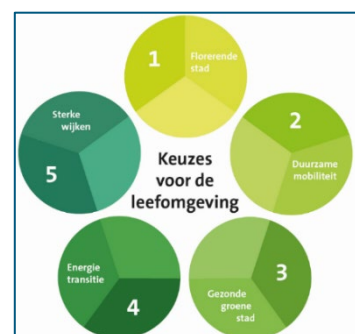 1
Florerende
stad
2
Duurzame
mobiliteit
3
Gezonde
groene
stad
4
Energie
transitie
5
Sterke
wijken
Keuzes
voor de
leefomgeving